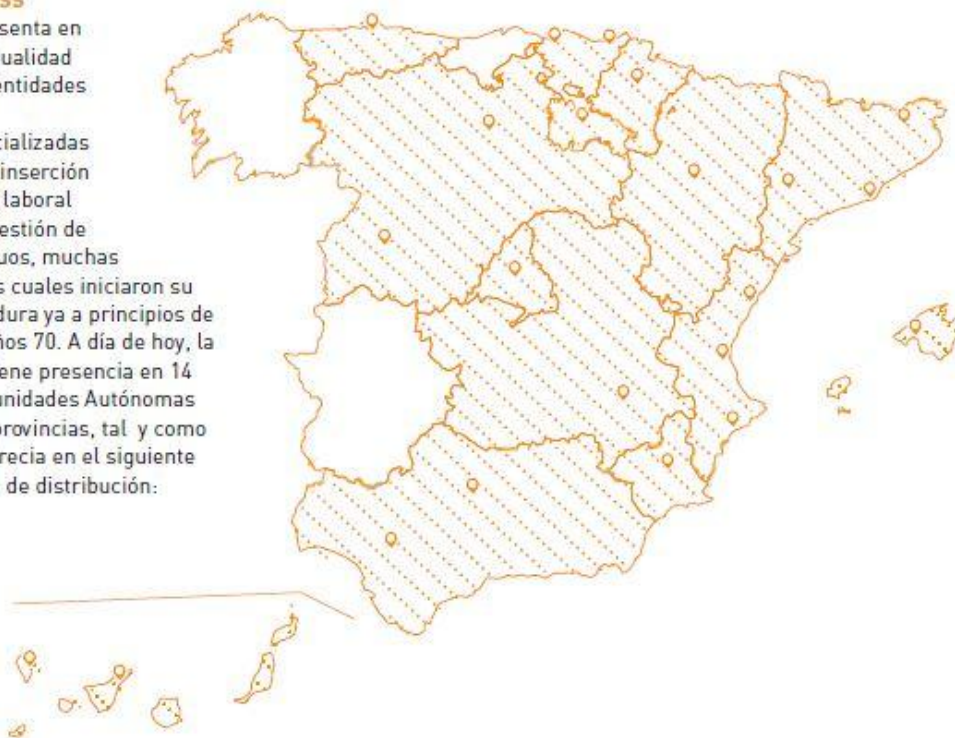 ss
senta en
ualidad
entidades
cializadas
inserción
laboral
estión de
uos, muchas
s cuales iniciaron su
dura ya a principios de
ños 70. A día de hoy, la
ene presencia en 14
unidades Autónomas
provincias, tal y como
recia en el siguiente
de distribución: